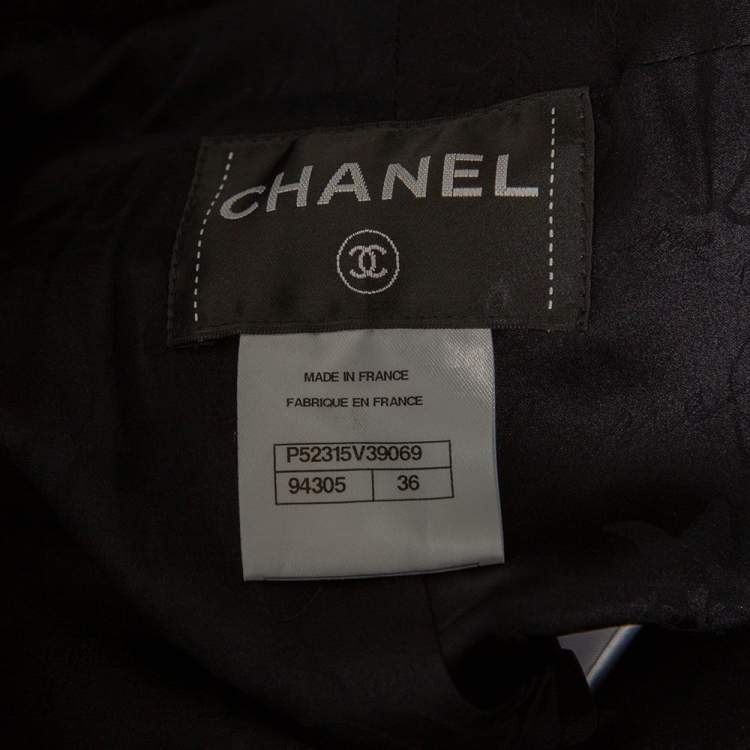 CHANEL
MADE IN FRANCE
FABRIQUE EN FRANCE
P52315V39069
94305 36